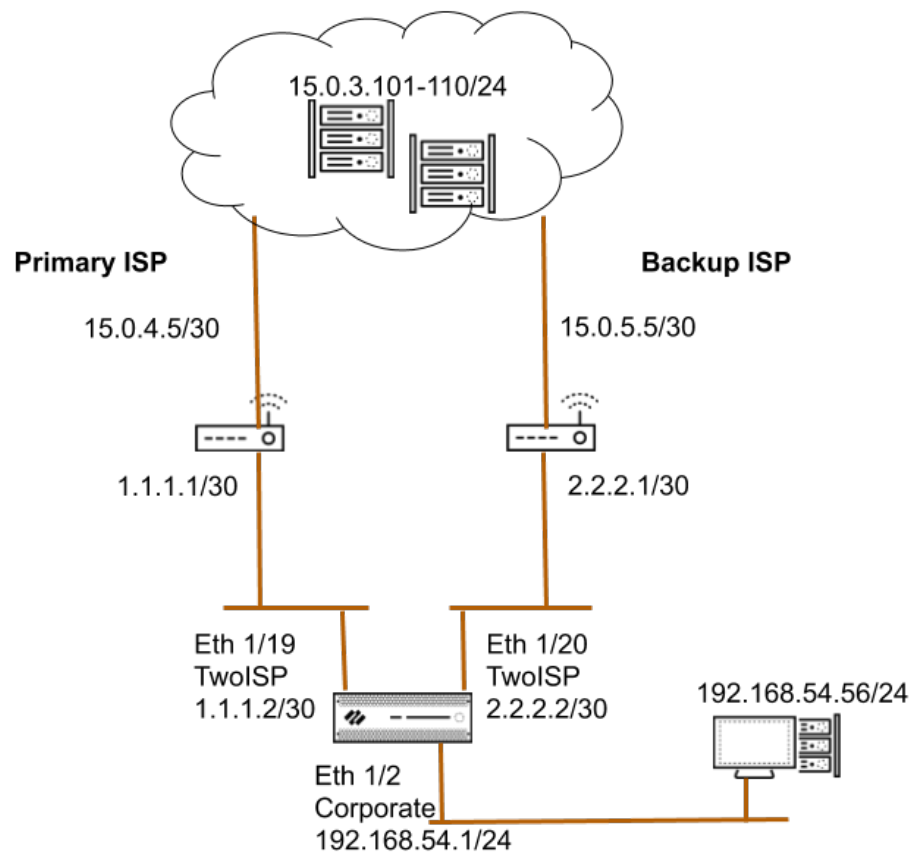 15.0.3.101-110/24
Primary ISP
Backup ISP
15.0.4.5/30
15.0.5.5/30
1.1.1.1/30
2.2.2.1/30
Eth 1/19
TwoISP
1.1.1.2/30
Eth 1/20
TwoISP
2.2.2.2/30
192.168.54.56/24
Eth 1/2
Corporate
192.168.54.1/24